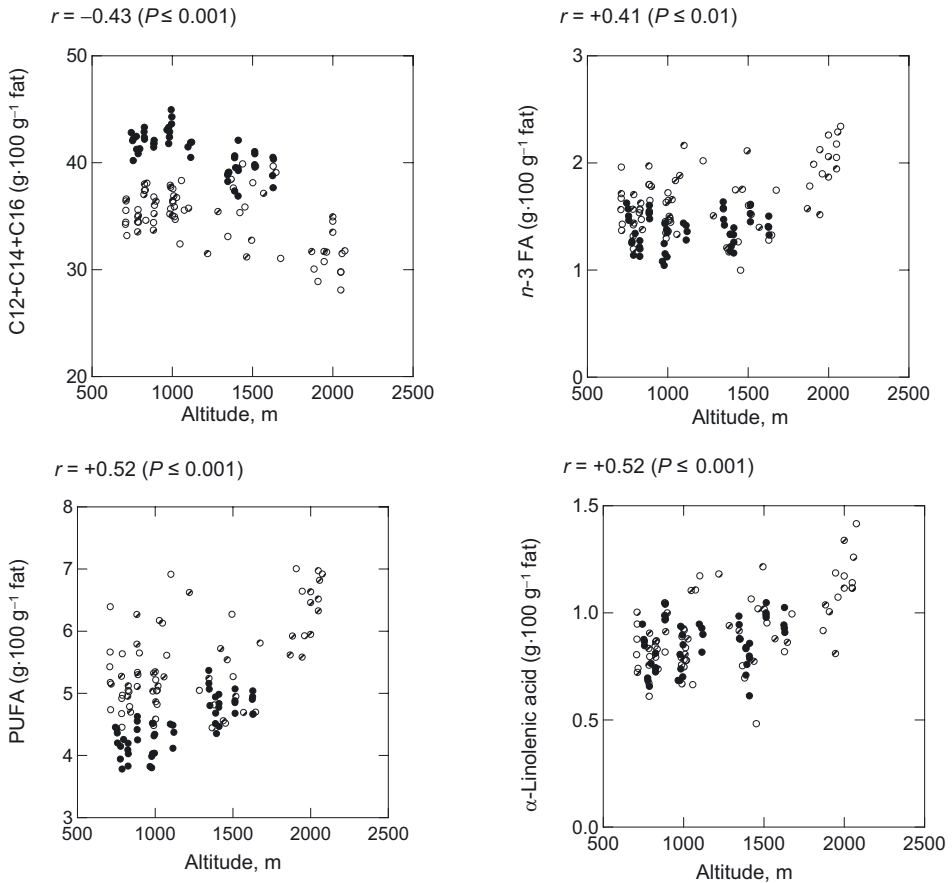 r = –0.43 (P ≤ 0.001)
50
40
30
20
500 1000 1500 2000 2500
Altitude, m
C12+C14+C16 (g·100 g⁻¹ fat)
r = +0.41 (P ≤ 0.01)
3
2
1
0
500 1000 1500 2000 2500
Altitude, m
n-3 FA (g·100 g⁻¹ fat)
r = +0.52 (P ≤ 0.001)
8
7
6
5
4
3
500 1000 1500 2000 2500
Altitude, m
PUFA (g·100 g⁻¹ fat)
r = +0.52 (P ≤ 0.001)
1.5
1.0
0.5
0.0
500 1000 1500 2000 2500
Altitude, m
α-Linolenic acid (g·100 g⁻¹ fat)